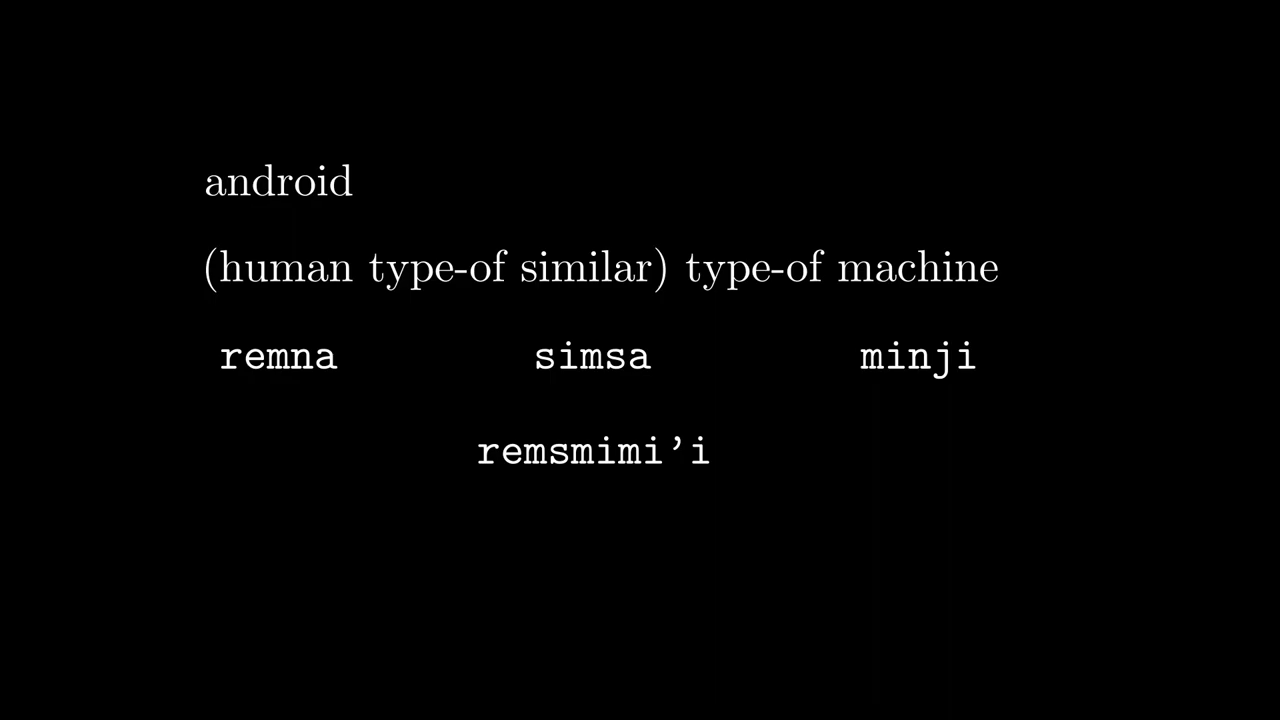 android
(human type-of similar) type-of machine
remna simsa minji
remsmimi’i